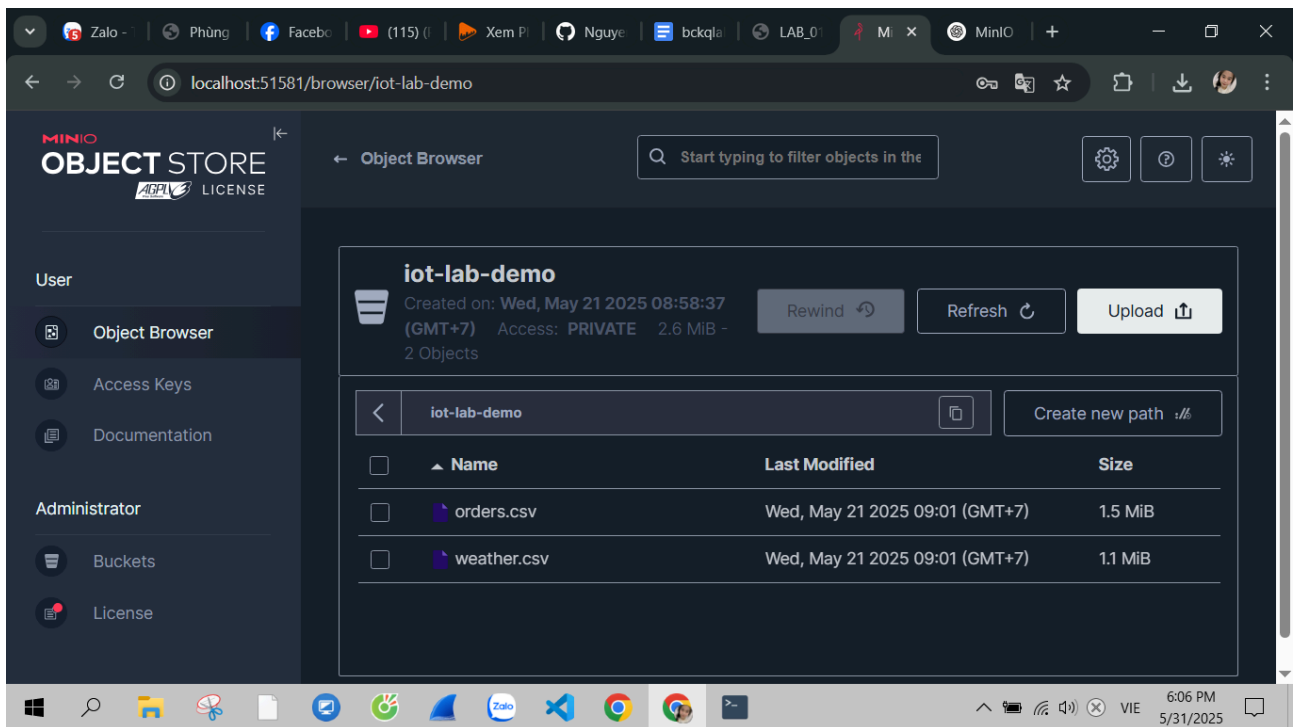 Zalo - 
Phùng
Facebo
(115) (
Xem P
Nguye
bckqla
LAB_01
Mi
MinIO
localhost:51581/browser/iot-lab-demo
MINIO
OBJECT STORE
AGPLV3 LICENSE
← Object Browser
Start typing to filter objects in the
User
Object Browser
Access Keys
Documentation
Administrator
Buckets
License
iot-lab-demo
Created on: Wed, May 21 2025 08:58:37
(GMT+7) Access: PRIVATE 2.6 MiB -
2 Objects
Rewind
Refresh
Upload
iot-lab-demo
Create new path
Name Last Modified Size
orders.csv Wed, May 21 2025 09:01 (GMT+7) 1.5 MiB
weather.csv Wed, May 21 2025 09:01 (GMT+7) 1.1 MiB
Zalo
VIE
6:06 PM
5/31/2025